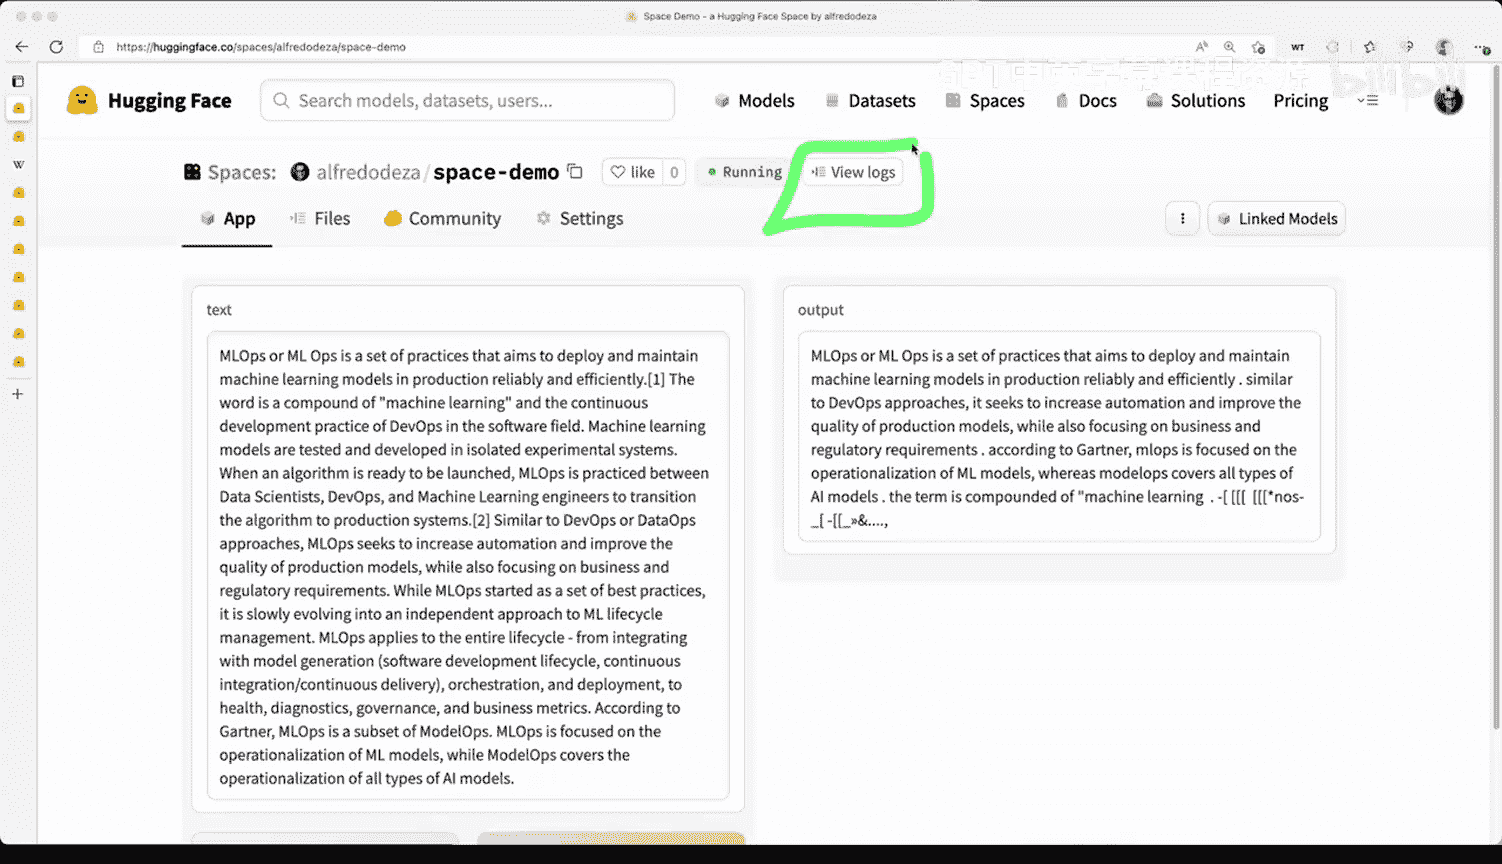 Space Demo - a Hugging Face Space by alfredodeza
https://huggingface.co/spaces/alfredodeza/space-demo
WT
Hugging Face
Search models, datasets, users...
Models
Datasets
Spaces
Docs
Solutions
Pricing
bilibili
Spaces: alfredodeza/space-demo
like 0
Running
View logs
App
Files
Community
Settings
Linked Models
text
MLOps or ML Ops is a set of practices that aims to deploy and maintain
machine learning models in production reliably and efficiently.[1] The
word is a compound of "machine learning" and the continuous
development practice of DevOps in the software field. Machine learning
models are tested and developed in isolated experimental systems.
When an algorithm is ready to be launched, MLOps is practiced between
Data Scientists, DevOps, and Machine Learning engineers to transition
the algorithm to production systems.[2] Similar to DevOps or DataOps
approaches, MLOps seeks to increase automation and improve the
quality of production models, while also focusing on business and
regulatory requirements. While MLOps started as a set of best practices,
it is slowly evolving into an independent approach to ML lifecycle
management. MLOps applies to the entire lifecycle - from integrating
with model generation (software development lifecycle, continuous
integration/continuous delivery), orchestration, and deployment, to
health, diagnostics, governance, and business metrics. According to
Gartner, MLOps is a subset of ModelOps. MLOps is focused on the
operationalization of ML models, while ModelOps covers the
operationalization of all types of AI models.
output
MLOps or ML Ops is a set of practices that aims to deploy and maintain
machine learning models in production reliably and efficiently . similar
to DevOps approaches, it seeks to increase automation and improve the
quality of production models, while also focusing on business and
regulatory requirements . according to Gartner, mlops is focused on the
operationalization of ML models, whereas modelops covers all types of
AI models . the term is compounded of "machine learning . -[ [[[ [[[*nos-
_[ -[[_»&....,